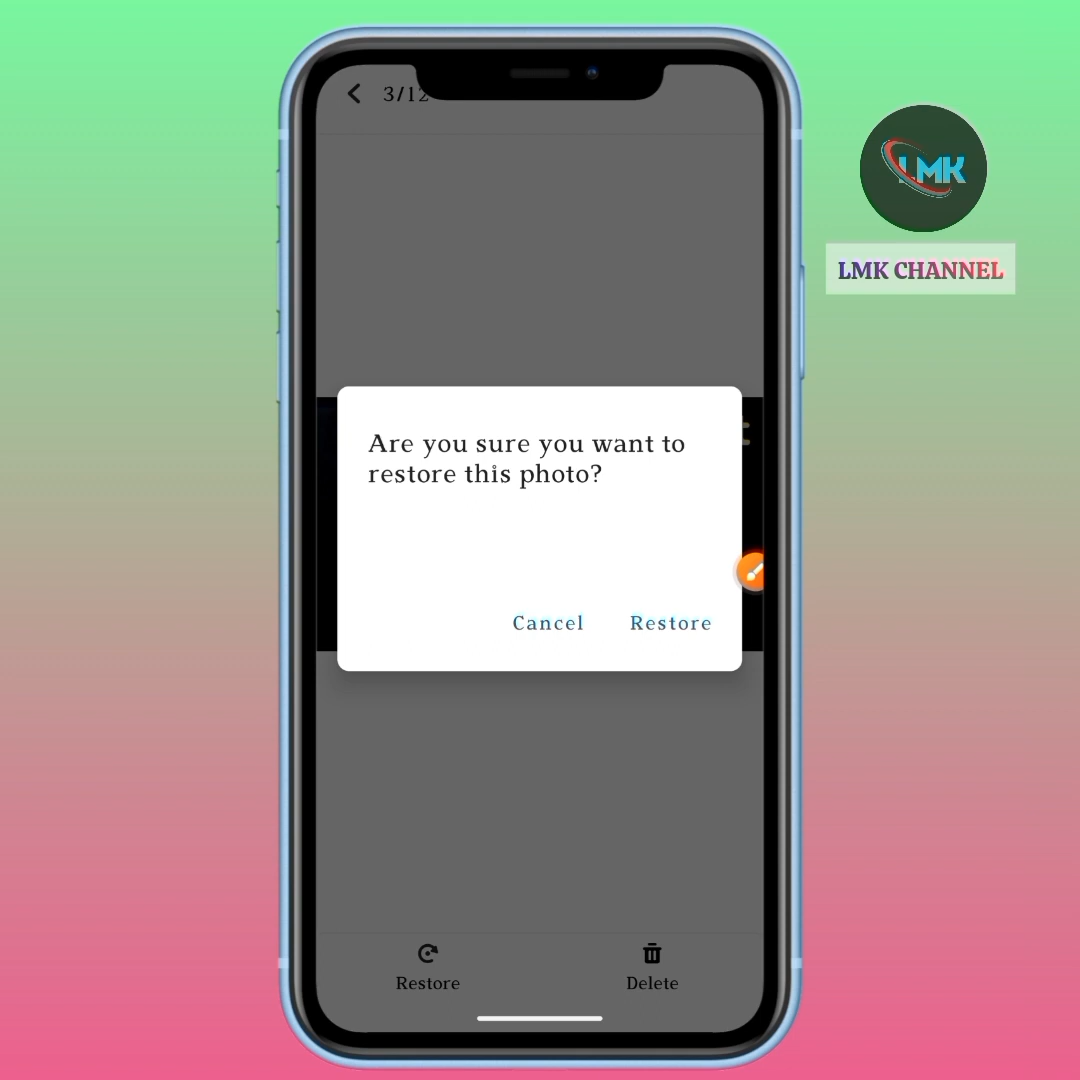 3/12
LMK
LMK CHANNEL
Are you sure you want to
restore this photo?
Cancel Restore
Restore Delete